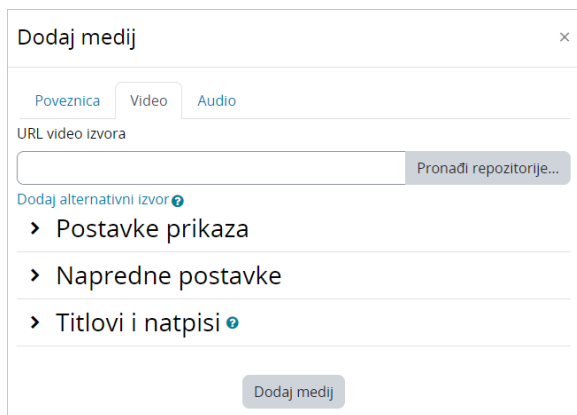 Dodaj medij ×
Poveznica Video Audio
URL video izvora
Pronađi repozitorije...
Dodaj alternativni izvor ?
Postavke prikaza
Napredne postavke
Titlovi i natpisi ?
Dodaj medij